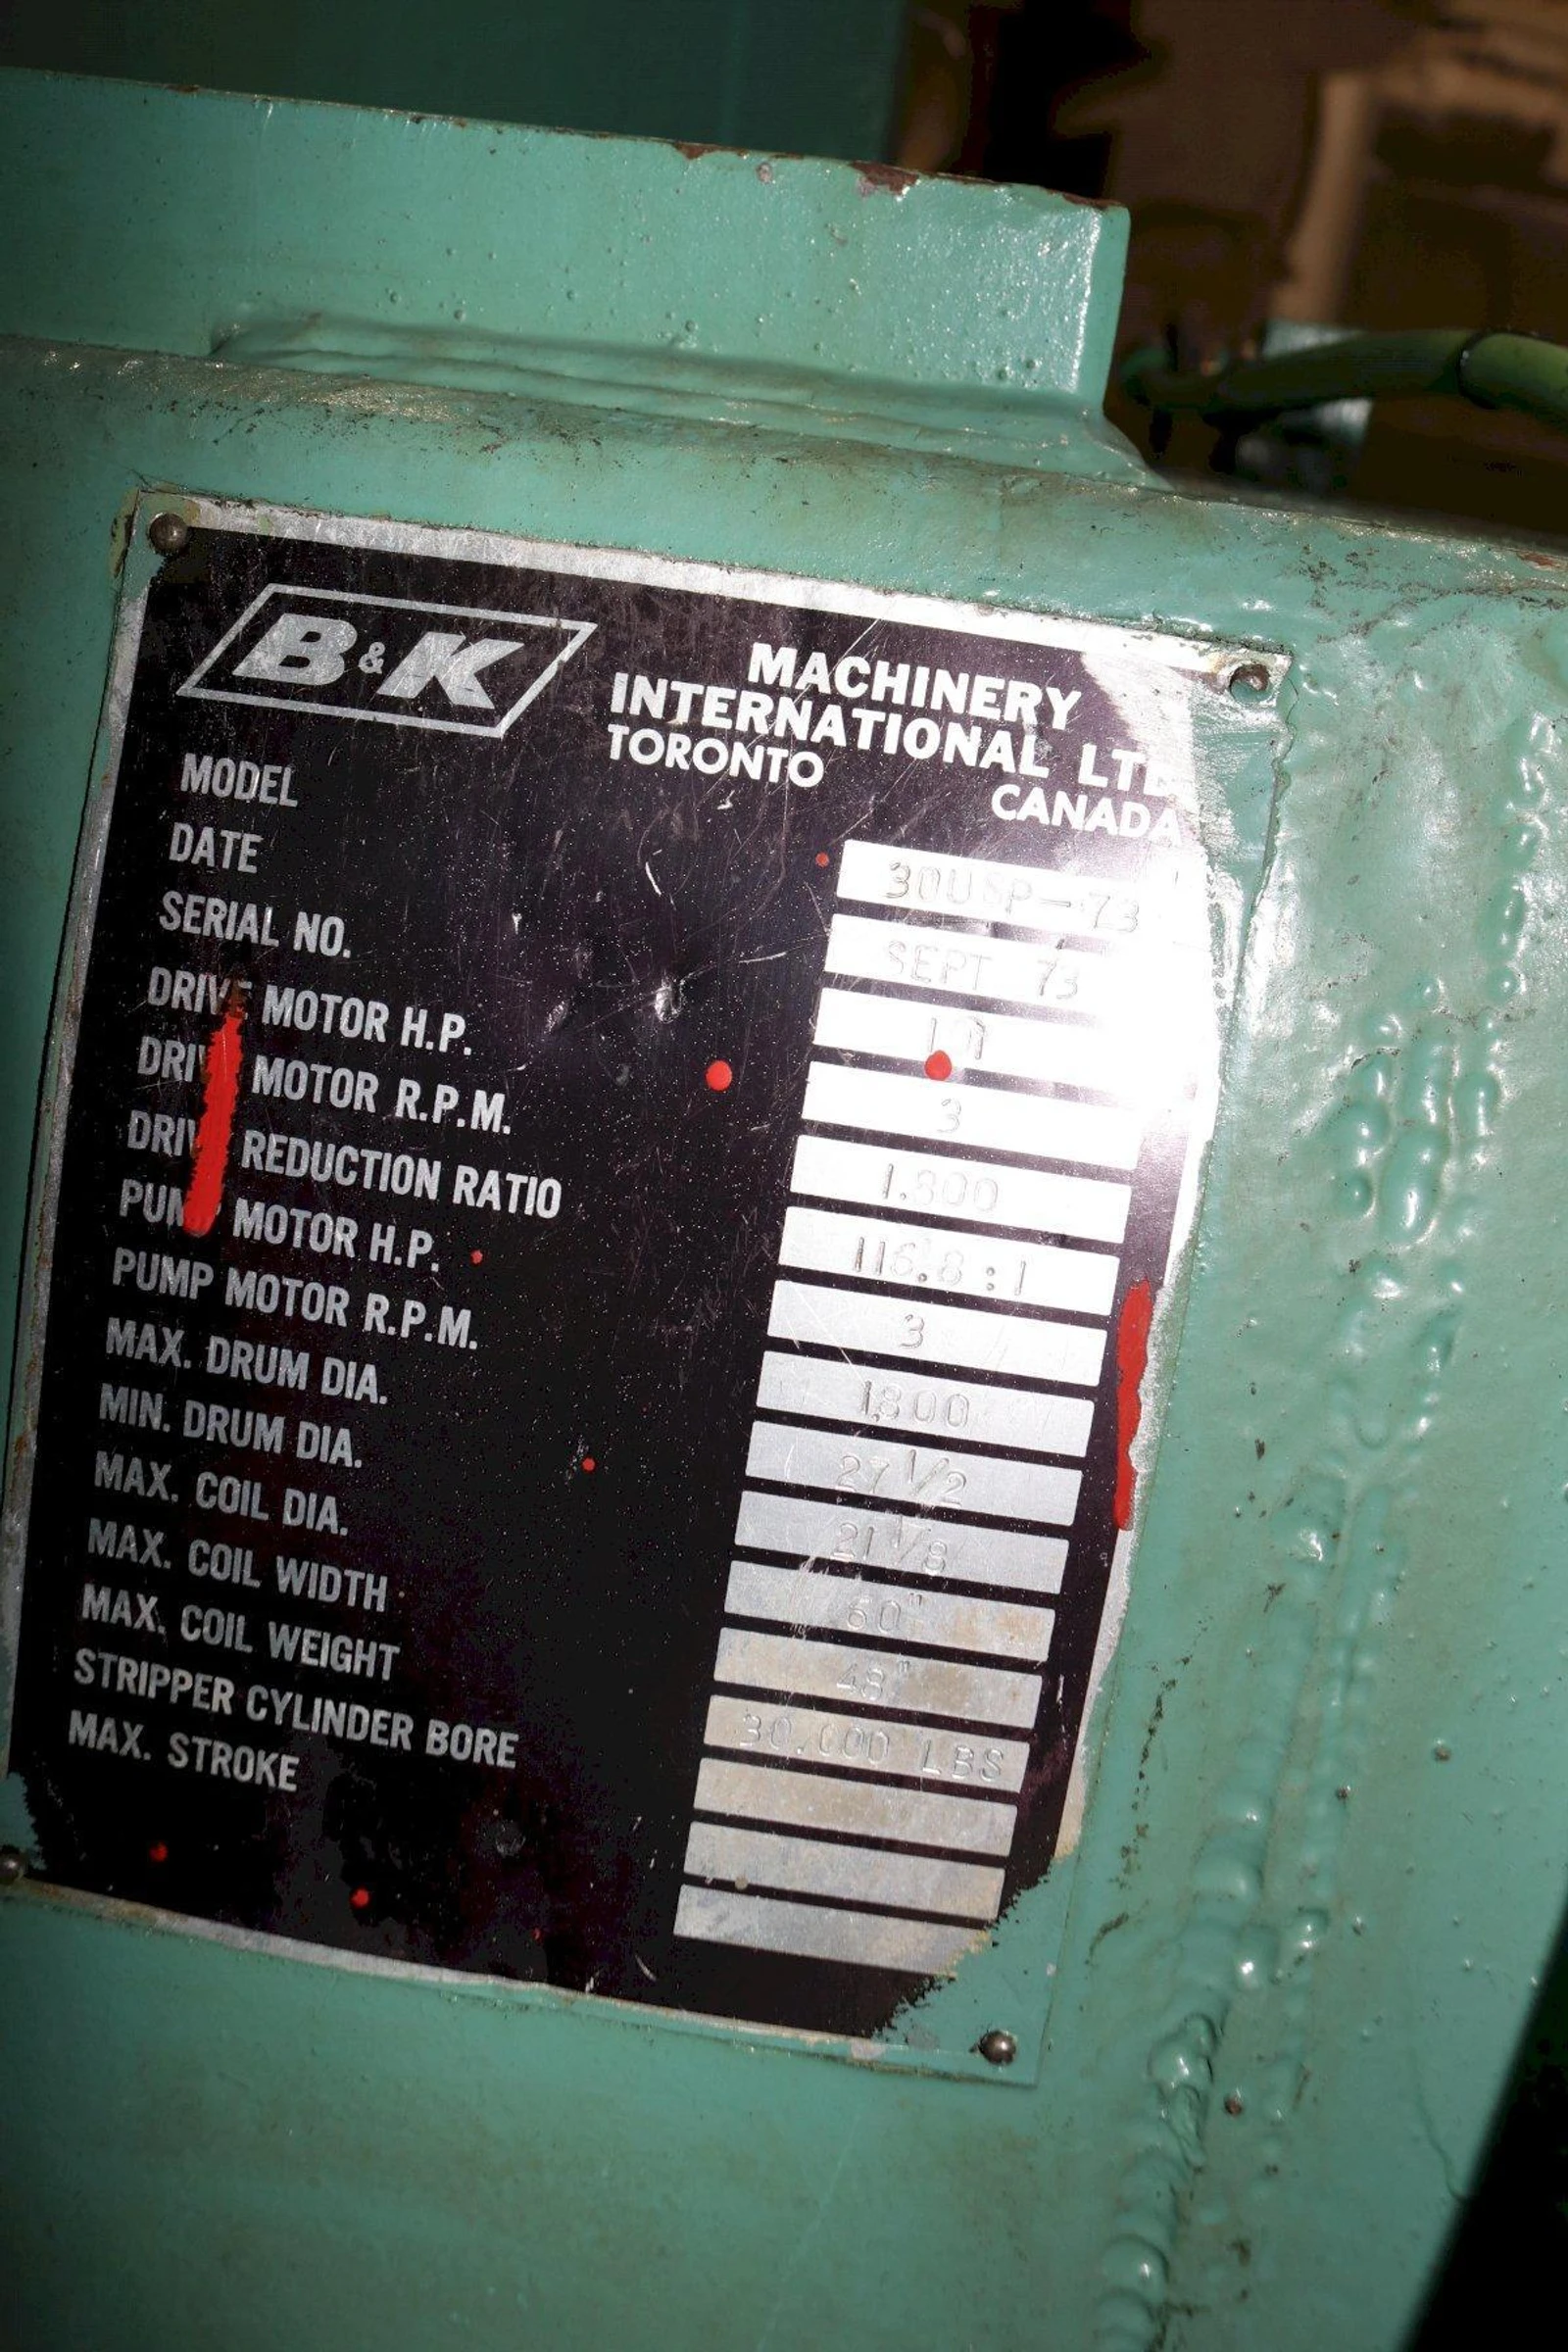 B&K
MACHINERY
INTERNATIONAL LTD
TORONTO CANADA
MODEL 30USP-73
DATE SEPT 73
SERIAL NO.
DRIVE MOTOR H.P. 3
DRIVE MOTOR R.P.M. 1.800
DRIVE REDUCTION RATIO 116.8:1
PUMP MOTOR H.P. 3
PUMP MOTOR R.P.M. 1800
MAX. DRUM DIA. 27 1/2
MIN. DRUM DIA. 21 1/8
MAX. COIL DIA. 60"
MAX. COIL WIDTH 48"
MAX. COIL WEIGHT 30.000 LBS
STRIPPER CYLINDER BORE
MAX. STROKE